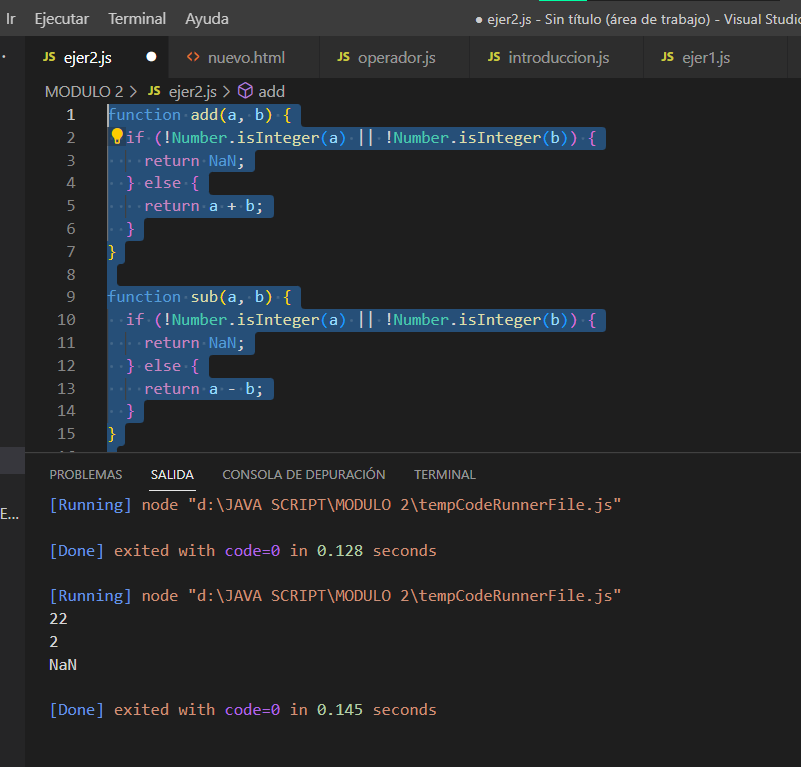 Ir Ejecutar Terminal Ayuda ● ejer2.js - Sin título (área de trabajo) - Visual Studio
JS ejer2.js ● <> nuevo.html JS operador.js JS introduccion.js JS ejer1.js
MODULO 2 > JS ejer2.js > add
1 function add(a, b) {
2 if (!Number.isInteger(a) || !Number.isInteger(b)) {
3 return NaN;
4 } else {
5 return a + b;
6 }
7 }
8
9 function sub(a, b) {
10 if (!Number.isInteger(a) || !Number.isInteger(b)) {
11 return NaN;
12 } else {
13 return a - b;
14 }
15 }
PROBLEMAS SALIDA CONSOLA DE DEPURACIÓN TERMINAL
[Running] node "d:\JAVA SCRIPT\MODULO 2\tempCodeRunnerFile.js"
E...
[Done] exited with code=0 in 0.128 seconds
[Running] node "d:\JAVA SCRIPT\MODULO 2\tempCodeRunnerFile.js"
22
2
NaN
[Done] exited with code=0 in 0.145 seconds